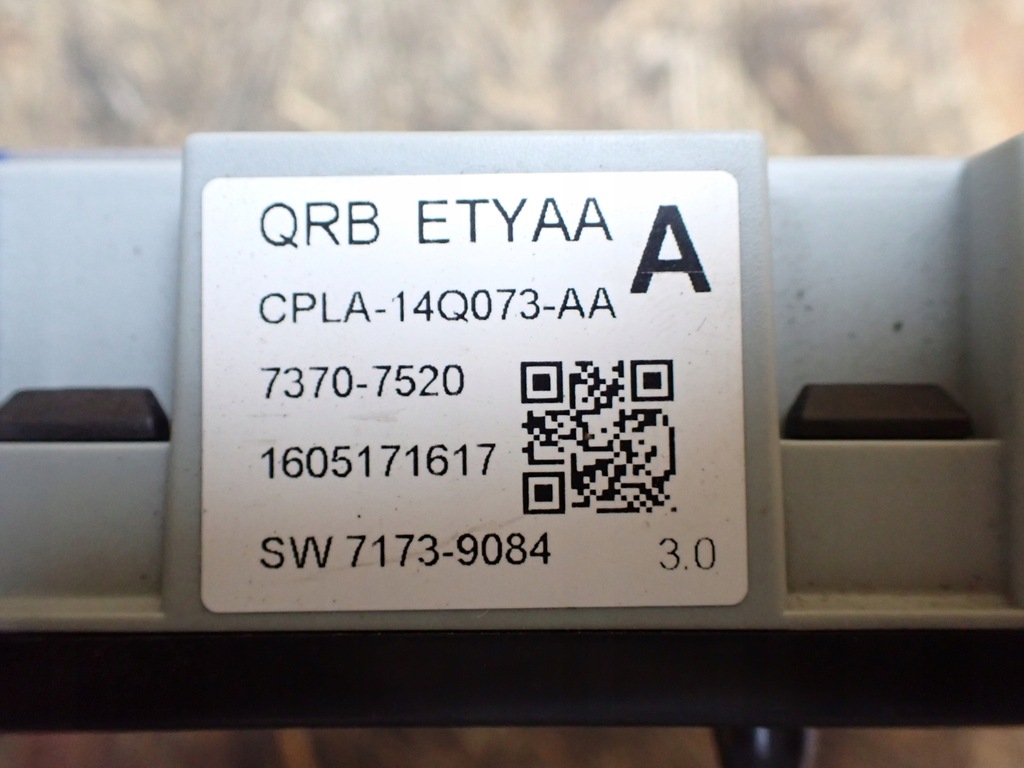 QRB ETYAA
A
CPLA-14Q073-AA
7370-7520
1605171617
SW 7173-9084
3.0